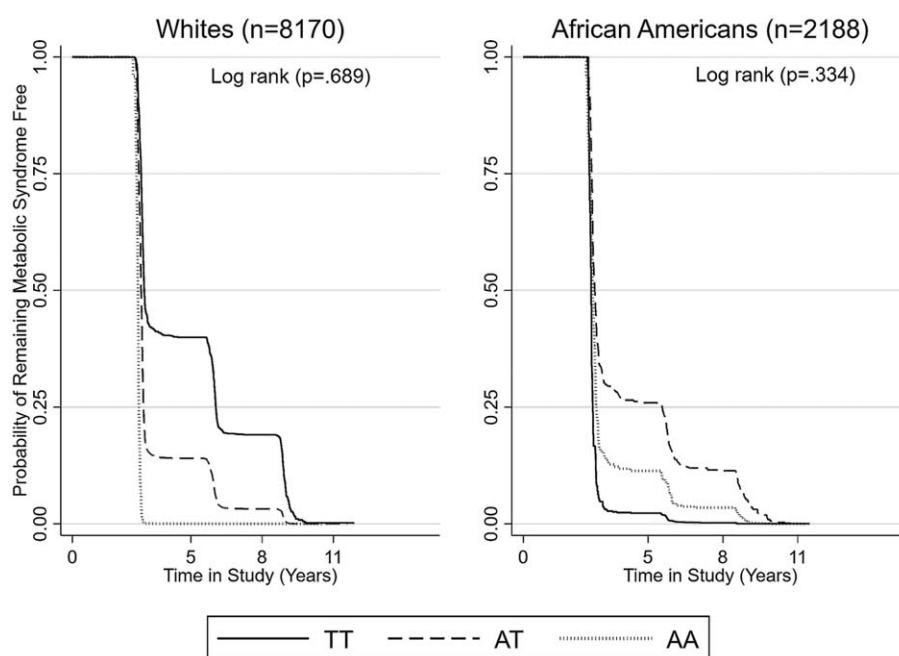 Whites (n=8170)
Log rank (p=.689)
Probability of Remaining Metabolic Syndrome Free
1.00
0.75
0.50
0.25
0.00
0
5
8
11
Time in Study (Years)
African Americans (n=2188)
Log rank (p=.334)
1.00
0.75
0.50
0.25
0.00
0
5
8
11
Time in Study (Years)
TT AT AA